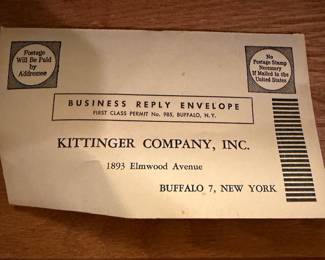 Postage
Will Be Paid
by
Addressee
No
Postage Stamp
Necessary
If Mailed in the
United States
BUSINESS REPLY ENVELOPE
FIRST CLASS PERMIT No. 985, BUFFALO, N. Y.
KITTINGER COMPANY, INC.
1893 Elmwood Avenue
BUFFALO 7, NEW YORK